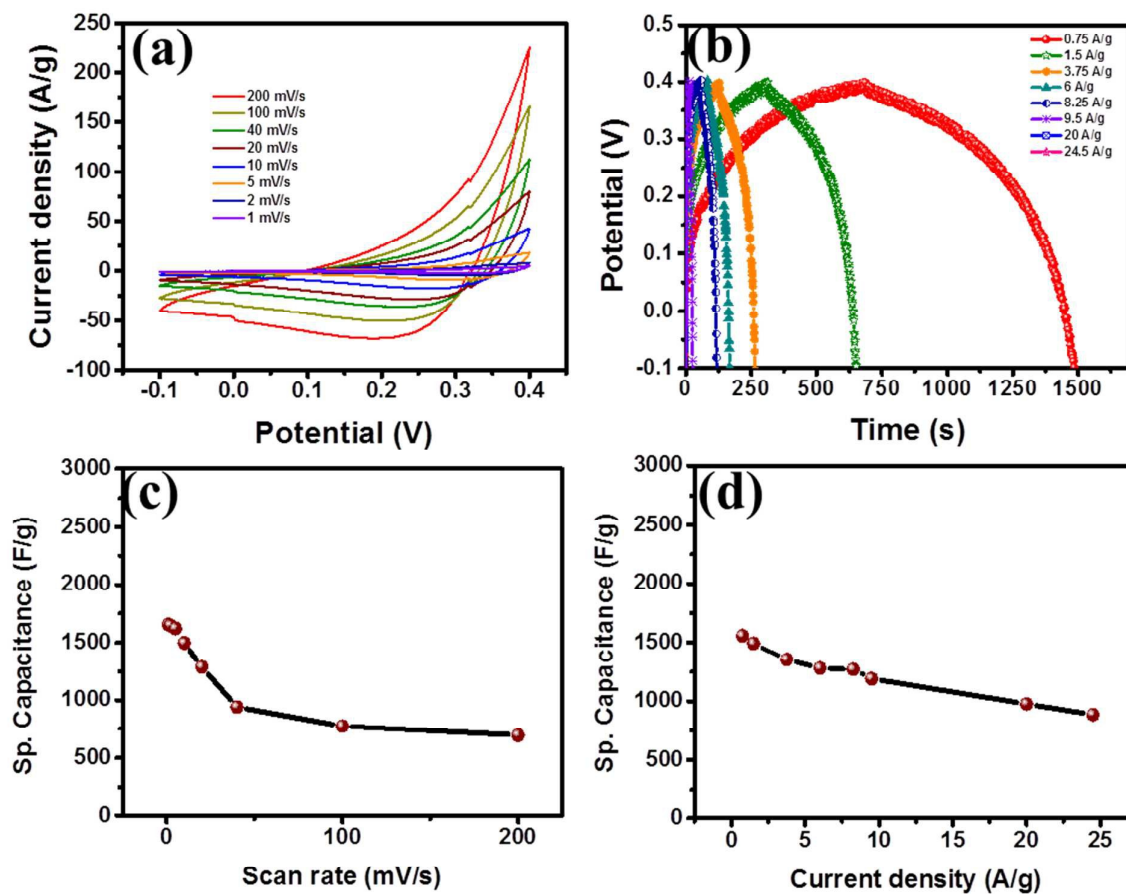 (a)
250
200
150
100
50
0
-50
-100
Current density (A/g)
200 mV/s
100 mV/s
40 mV/s
20 mV/s
10 mV/s
5 mV/s
2 mV/s
1 mV/s
-0.1 0.0 0.1 0.2 0.3 0.4
Potential (V)
(b)
0.5
0.4
0.3
0.2
0.1
0.0
-0.1
Potential (V)
0.75 A/g
1.5 A/g
3.75 A/g
6 A/g
8.25 A/g
9.5 A/g
20 A/g
24.5 A/g
0 250 500 750 1000 1250 1500
Time (s)
(c)
3000
2500
2000
1500
1000
500
0
Sp. Capacitance (F/g)
0 100 200
Scan rate (mV/s)
(d)
3000
2500
2000
1500
1000
500
0
Sp. Capacitance (F/g)
0 5 10 15 20 25
Current density (A/g)